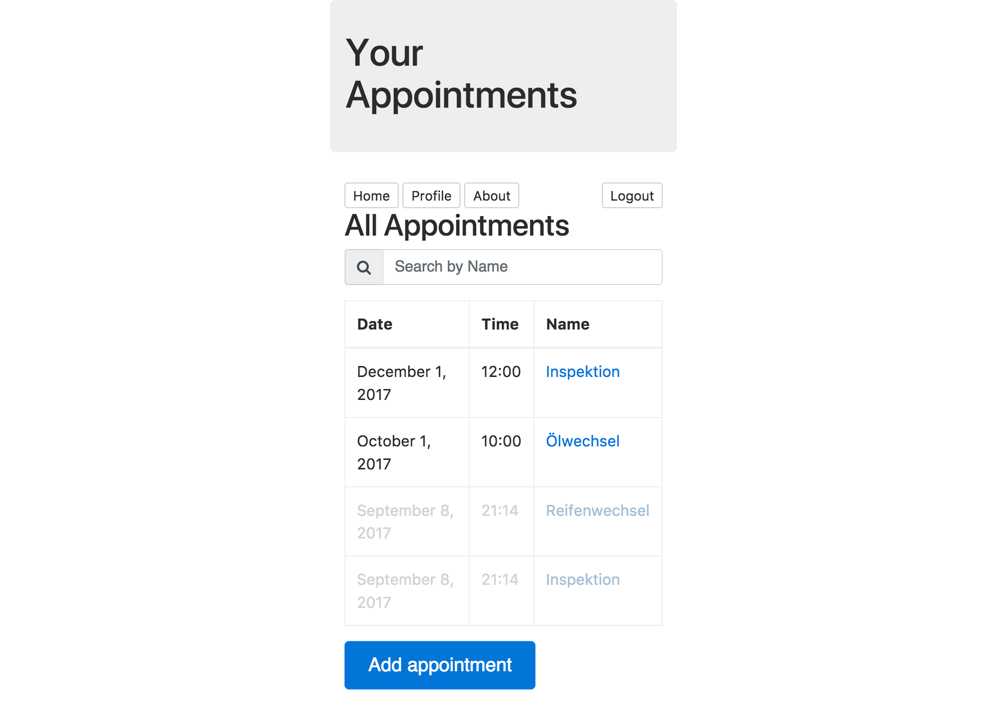 Your
Appointments
Home Profile About Logout
All Appointments
Search by Name
Date Time Name
December 1, 12:00 Inspektion
2017
October 1, 10:00 Ölwechsel
2017
September 8, 21:14 Reifenwechsel
2017
September 8, 21:14 Inspektion
2017
Add appointment